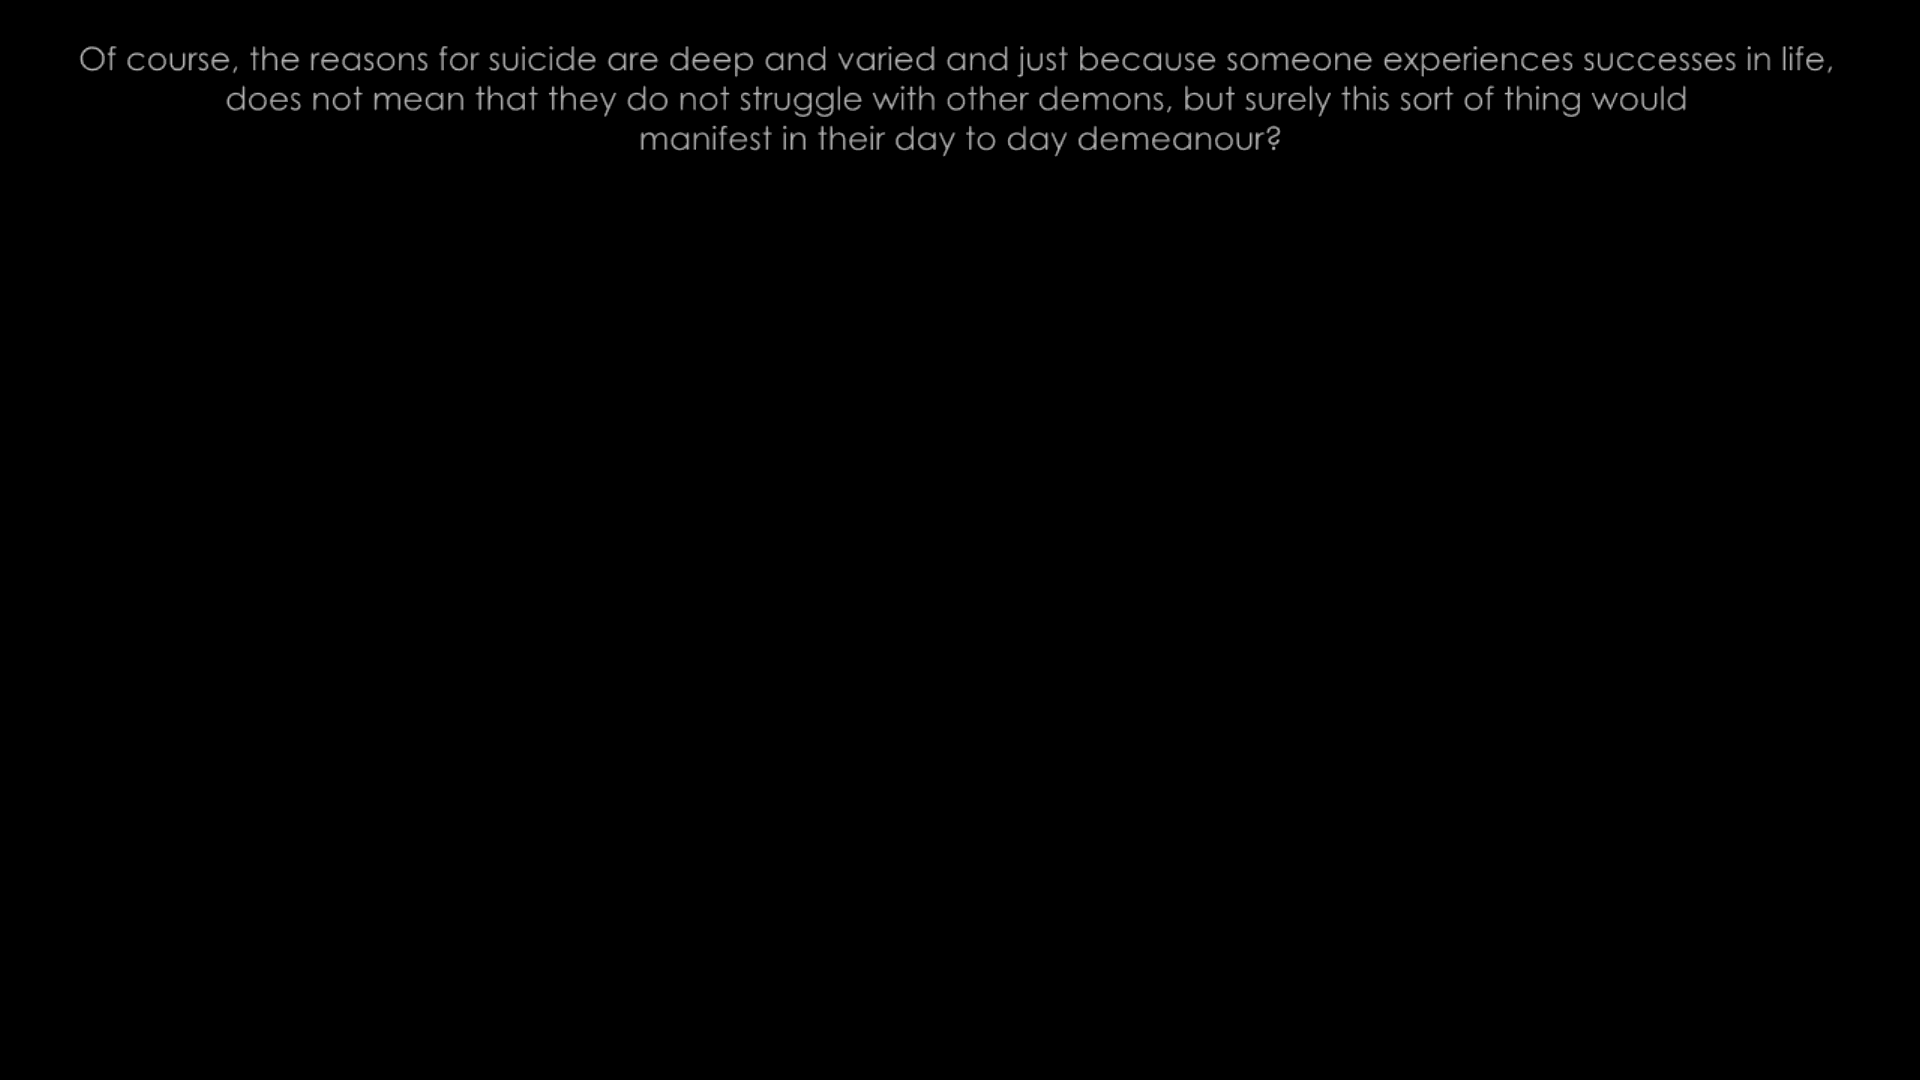 Of course, the reasons for suicide are deep and varied and just because someone experiences successes in life,
does not mean that they do not struggle with other demons, but surely this sort of thing would
manifest in their day to day demeanour?